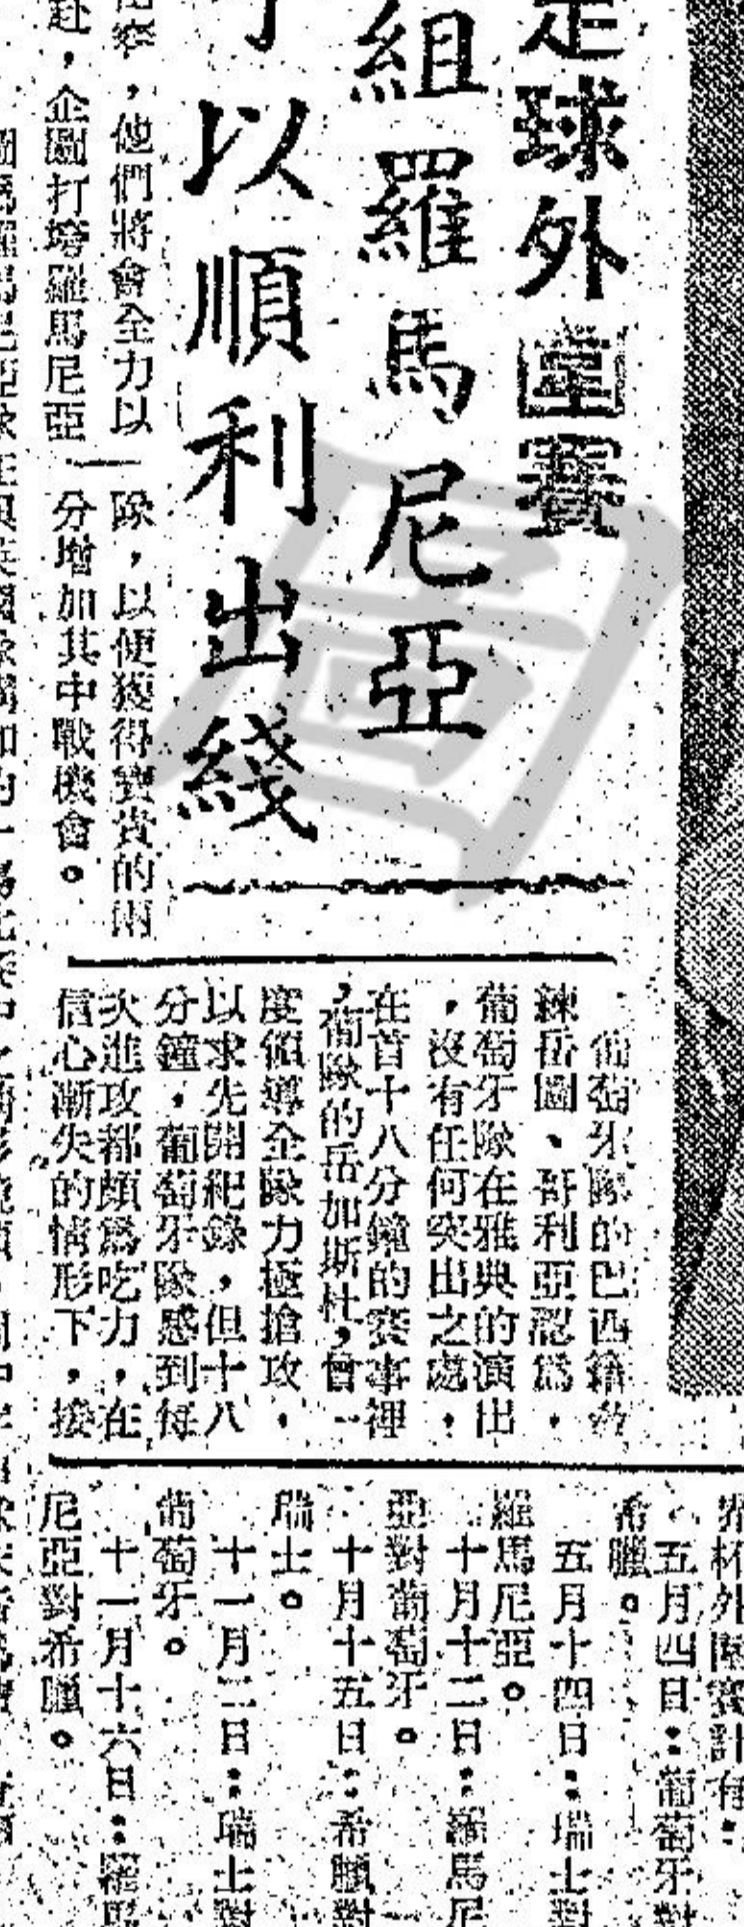 足球外圍賽
組羅馬尼亞
以順利出綫
他們將會全力以
赴，企圖打垮羅馬尼亞
隊，以便獲得寶貴的兩
分增加其中戰機會。
葡萄牙隊的巴西籍教
練岳圖、哥利亞認爲，
葡萄牙隊在雅典的演出
，沒有任何突出之處，
在首十八分鐘的賽事裡
，葡隊的岳加斯杜，曾一
度領導全隊力極搶攻，
以求先開紀錄，但十八
分鐘，葡萄牙隊感到每
次進攻都頗爲吃力，在
信心漸失的情形下，接
界杯外圍賽計有：
五月四日：葡萄牙對
希臘。
五月十四日：瑞士對
羅馬尼亞。
十月十二日：羅馬尼
亞對葡萄牙。
十月十五日：希臘對
瑞士。
十一月二日：瑞士對
葡萄牙。
十一月十六日：羅馬
尼亞對希臘。